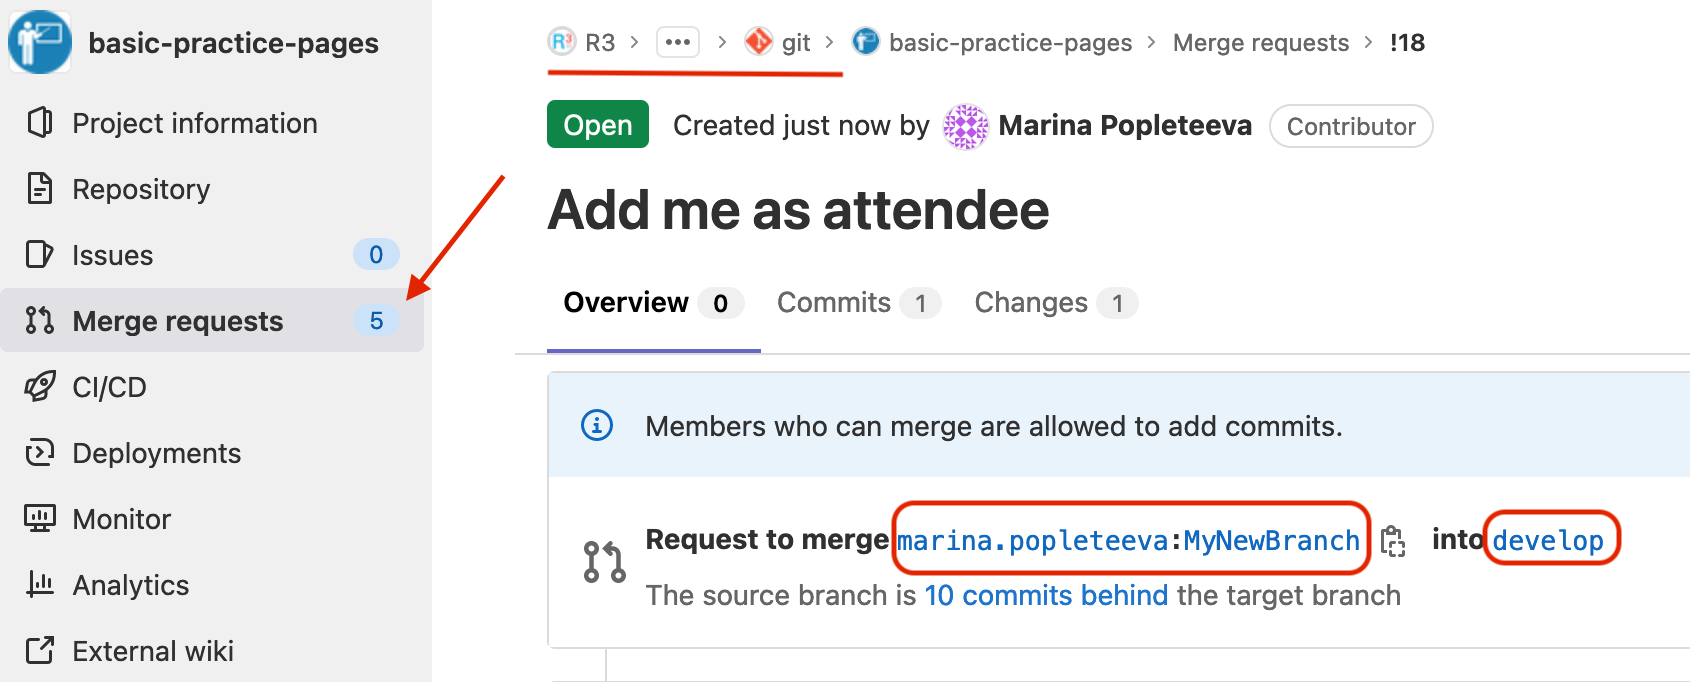 basic-practice-pages
Project information
Repository
Issues 0
Merge requests 5
CI/CD
Deployments
Monitor
Analytics
External wiki
R3 R3 > ••• > git > basic-practice-pages > Merge requests > !18
Open Created just now by Marina Popleteeva Contributor
Add me as attendee
Overview 0 Commits 1 Changes 1
Members who can merge are allowed to add commits.
Request to merge marina.popleteeva:MyNewBranch into develop
The source branch is 10 commits behind the target branch